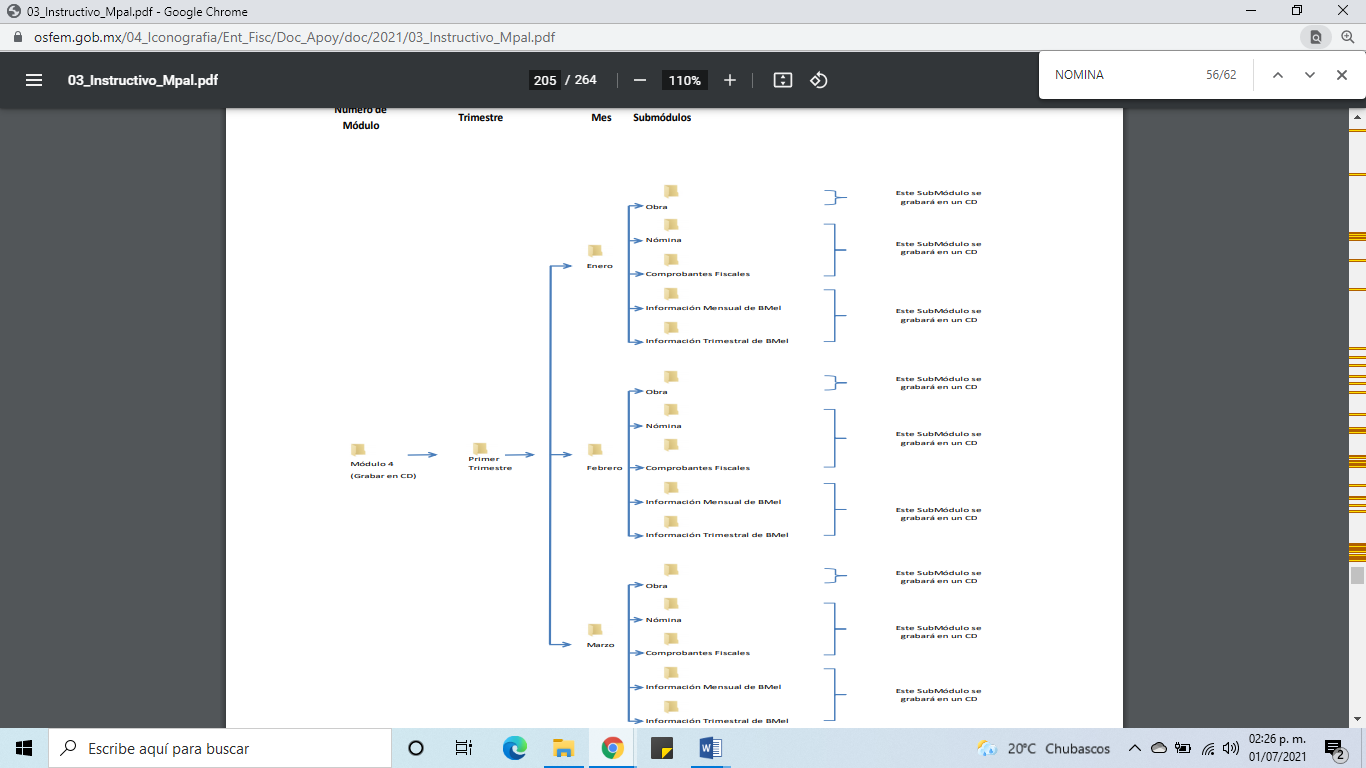 03_Instructivo_Mpal.pdf - Google Chrome
osfem.gob.mx/04_Iconografia/Ent_Fisc/Doc_Apoy/doc/2021/03_Instructivo_Mpal.pdf
03_Instructivo_Mpal.pdf
205 / 264
110%
NOMINA
56/62
Número de
Módulo
Trimestre
Mes
Submódulos
Módulo 4
(Grabar en CD)
Primer
Trimestre
Enero
Obra
Nómina
Comprobantes Fiscales
Información Mensual de BMeI
Información Trimestral de BMeI
Este SubMódulo se
grabará en un CD
Este SubMódulo se
grabará en un CD
Este SubMódulo se
grabará en un CD
Febrero
Obra
Nómina
Comprobantes Fiscales
Información Mensual de BMeI
Información Trimestral de BMeI
Este SubMódulo se
grabará en un CD
Este SubMódulo se
grabará en un CD
Este SubMódulo se
grabará en un CD
Marzo
Obra
Nómina
Comprobantes Fiscales
Información Mensual de BMeI
Información Trimestral de BMeI
Este SubMódulo se
grabará en un CD
Este SubMódulo se
grabará en un CD
Este SubMódulo se
grabará en un CD
Escribe aquí para buscar
20°C Chubascos
02:26 p. m.
01/07/2021
2